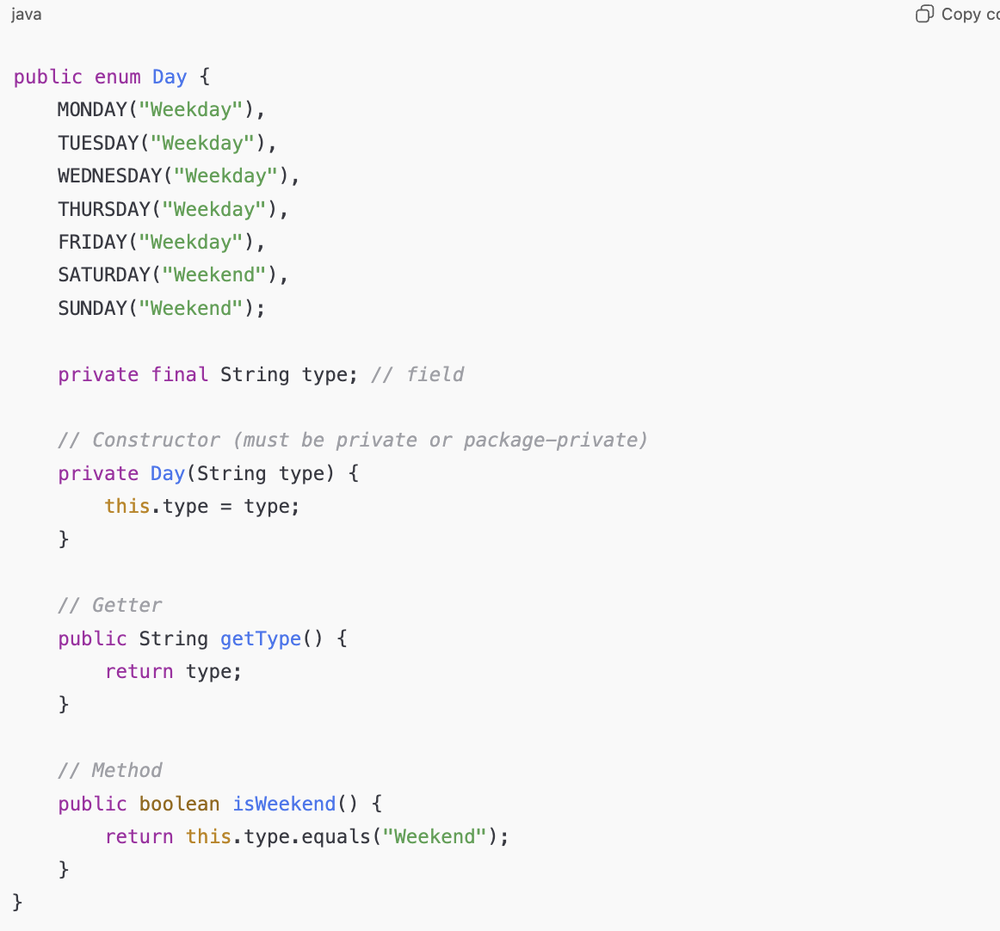 java
Copy co
public enum Day {
    MONDAY("Weekday"),
    TUESDAY("Weekday"),
    WEDNESDAY("Weekday"),
    THURSDAY("Weekday"),
    FRIDAY("Weekday"),
    SATURDAY("Weekend"),
    SUNDAY("Weekend");
    private final String type; // field
    // Constructor (must be private or package-private)
    private Day(String type) {
        this.type = type;
    }
    // Getter
    public String getType() {
        return type;
    }
    // Method
    public boolean isWeekend() {
        return this.type.equals("Weekend");
    }
}